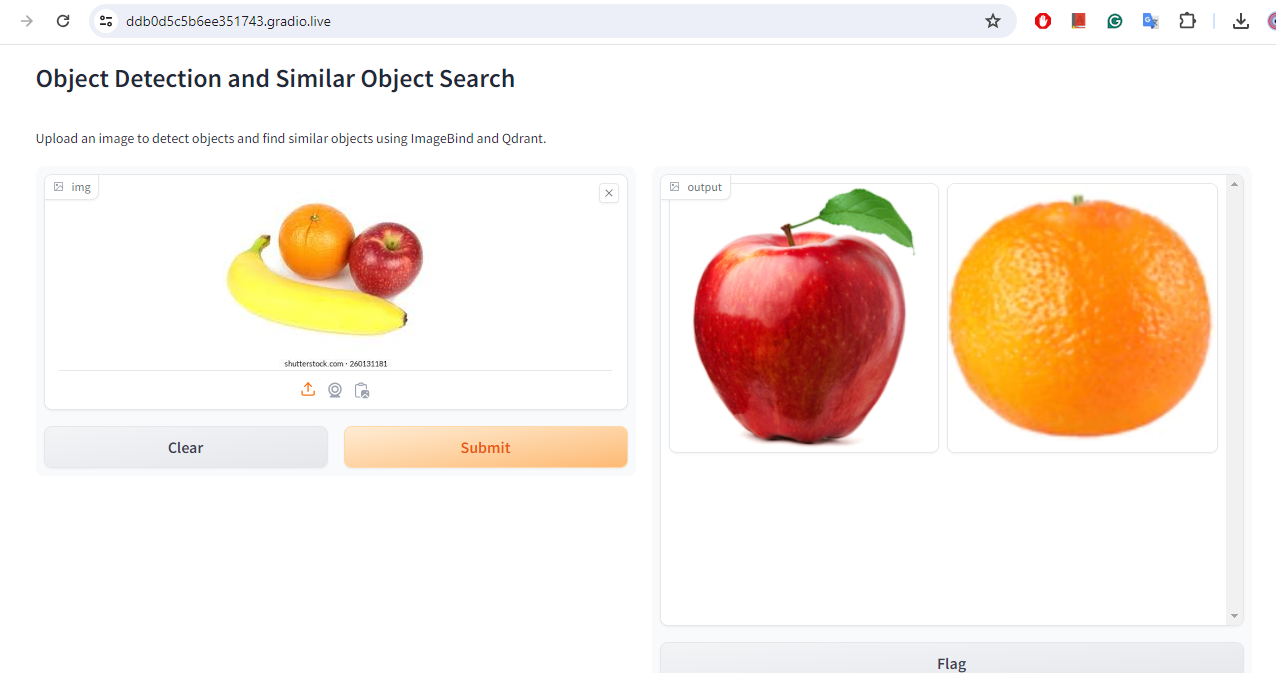 ddb0d5c5b6ee351743.gradio.live
Object Detection and Similar Object Search
Upload an image to detect objects and find similar objects using ImageBind and Qdrant.
img
shutterstock.com · 260131181
Clear
Submit
output
Flag